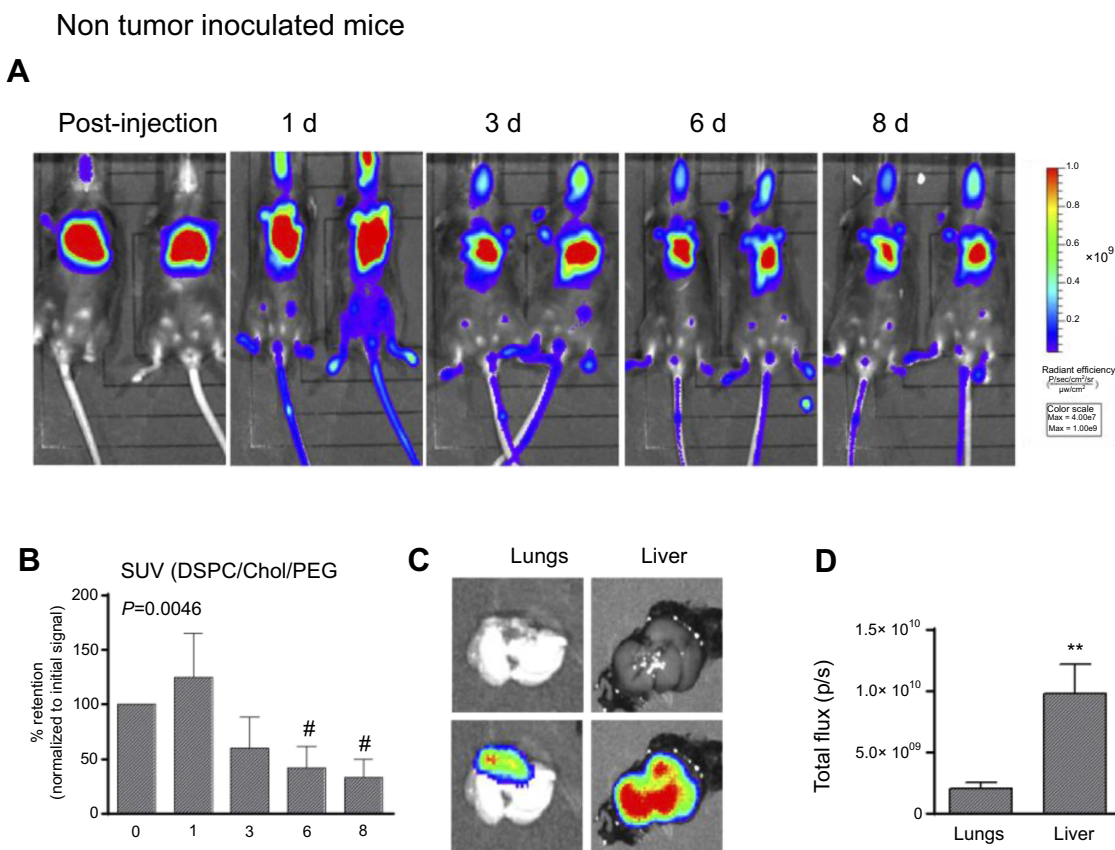 Non tumor inoculated mice
A
Post-injection 1 d 3 d 6 d 8 d
1.0
0.8
0.6
×10⁹
0.4
0.2
Radiant efficiency
(P/sec/cm²/sr
µw/cm²)
Color scale
Max = 4.00e7
Max = 1.00e9
B
SUV (DSPC/Chol/PEG
P=0.0046
% retention
(normalized to initial signal)
200
150
100
50
0
# #
0 1 3 6 8
C
Lungs Liver
D
Total flux (p/s)
1.5× 10¹⁰
1.0× 10¹⁰
5.0× 10⁰⁹
0
**
Lungs Liver